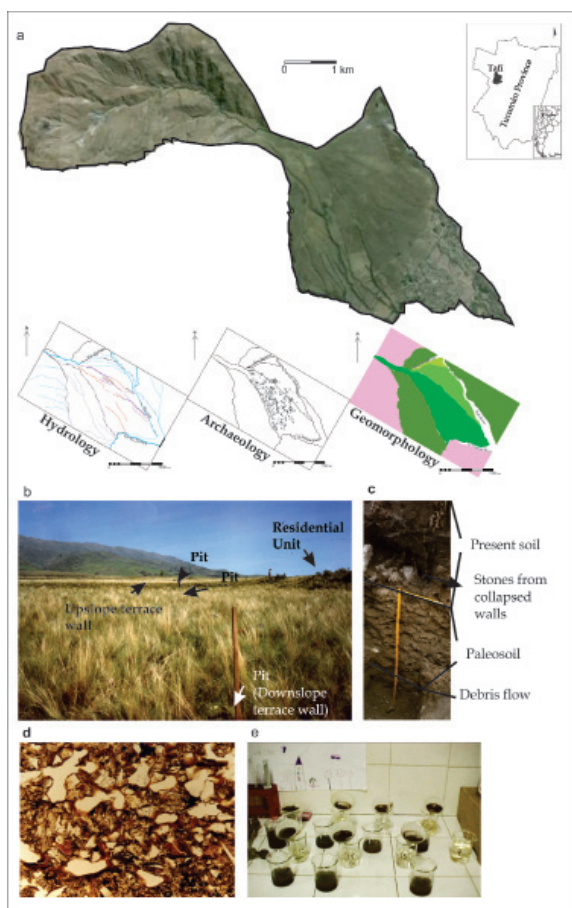 a
0 1 km
Tafí
Tucumán Province
Hydrology
Archaeology
Geomorphology
b
Pit
Pit
Residential
Unit
Upslope terrace
wall
Pit
(Downslope
terrace wall)
c
Present soil
Stones from
collapsed
walls
Paleosoil
Debris flow
d
e